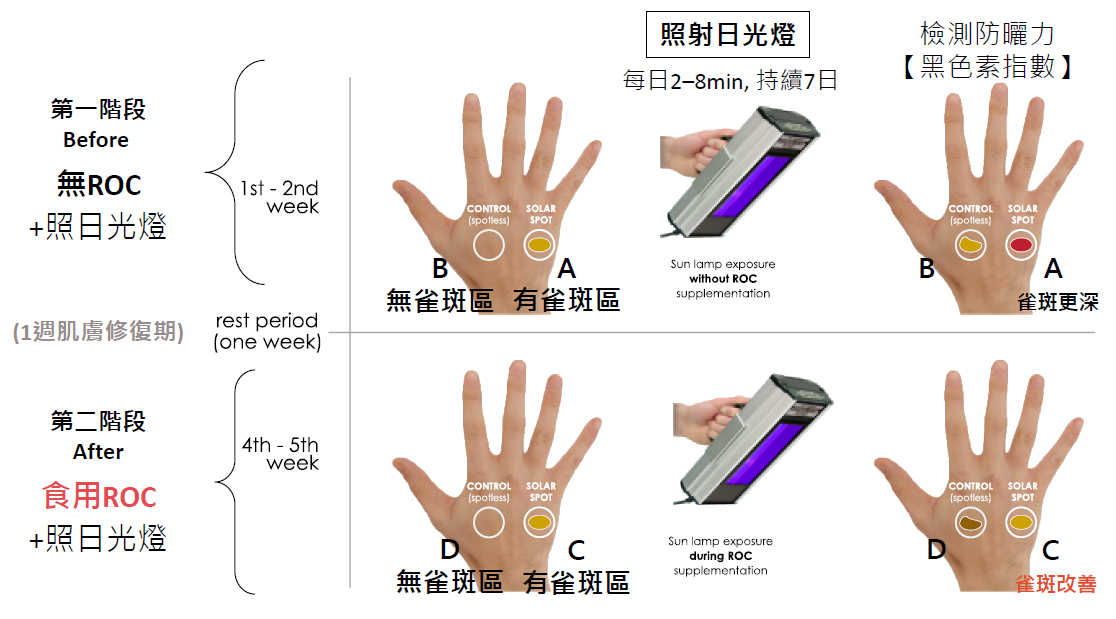 照射日光燈
每日2–8min, 持續7日
檢測防曬力
【黑色素指數】
第一階段
Before
無ROC
+照日光燈
1st - 2nd
week
CONTROL
(spotless)
SOLAR
SPOT
B
無雀斑區
A
有雀斑區
Sun lamp exposure
without ROC
supplementation
CONTROL
(spotless)
SOLAR
SPOT
B
A
雀斑更深
(1週肌膚修復期)
rest period
(one week)
第二階段
After
食用ROC
+照日光燈
4th - 5th
week
CONTROL
(spotless)
SOLAR
SPOT
D
無雀斑區
C
有雀斑區
Sun lamp exposure
during ROC
supplementation
CONTROL
(spotless)
SOLAR
SPOT
D
C
雀斑改善